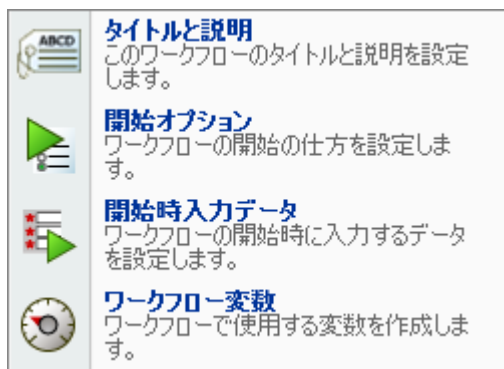 ABCD
タイトルと説明
このワークフローのタイトルと説明を設定
します。
開始オプション
ワークフローの開始の仕方を設定しま
す。
開始時入力データ
ワークフローの開始時に入力するデータ
を設定します。
ワークフロー変数
ワークフローで使用する変数を作成しま
す。